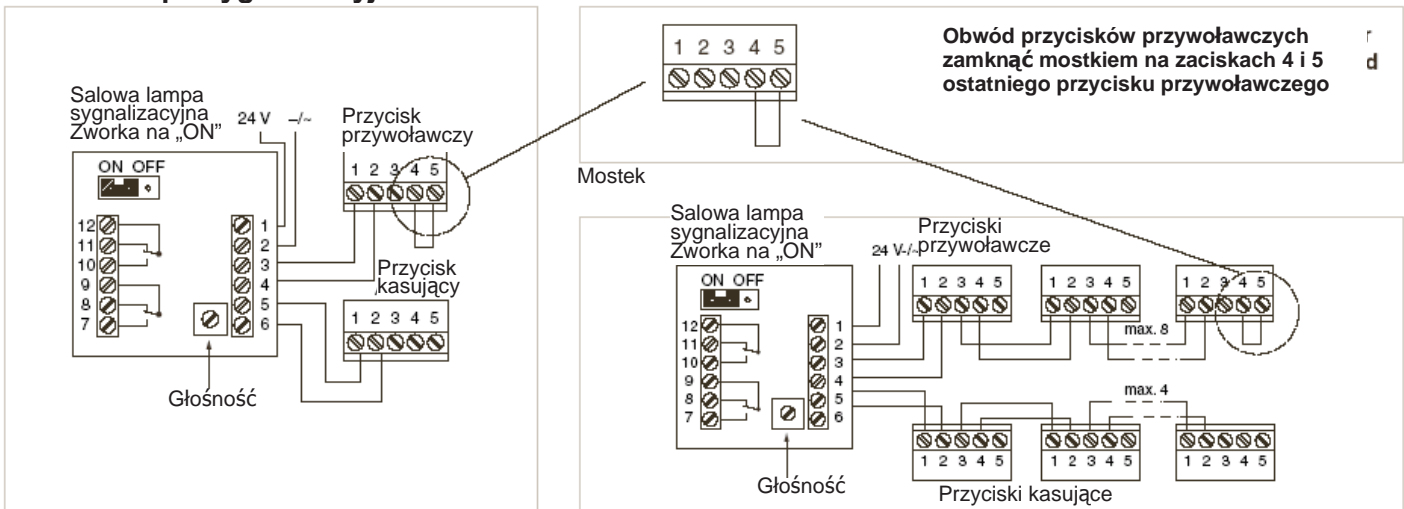 Salowa lampa
sygnalizacyjna
Zworka na „ON”
24 V –/~
Przycisk
przywoławczy
ON OFF
1 2 3 4 5
12
11
10
9
8
7
1
2
3
4
5
6
Przycisk
kasujący
1 2 3 4 5
Głośność
1 2 3 4 5
Obwód przycisków przywoławczych
zamknąć mostkiem na zaciskach 4 i 5
ostatniego przycisku przywoławczego
Mostek
Salowa lampa
sygnalizacyjna
Zworka na „ON”
24 V-/~
Przyciski
przywoławcze
ON OFF
1 2 3 4 5
1 2 3 4 5
1 2 3 4 5
12
11
10
9
8
7
1
2
3
4
5
6
max. 8
max. 4
1 2 3 4 5
1 2 3 4 5
1 2 3 4 5
Głośność
Przyciski kasujące